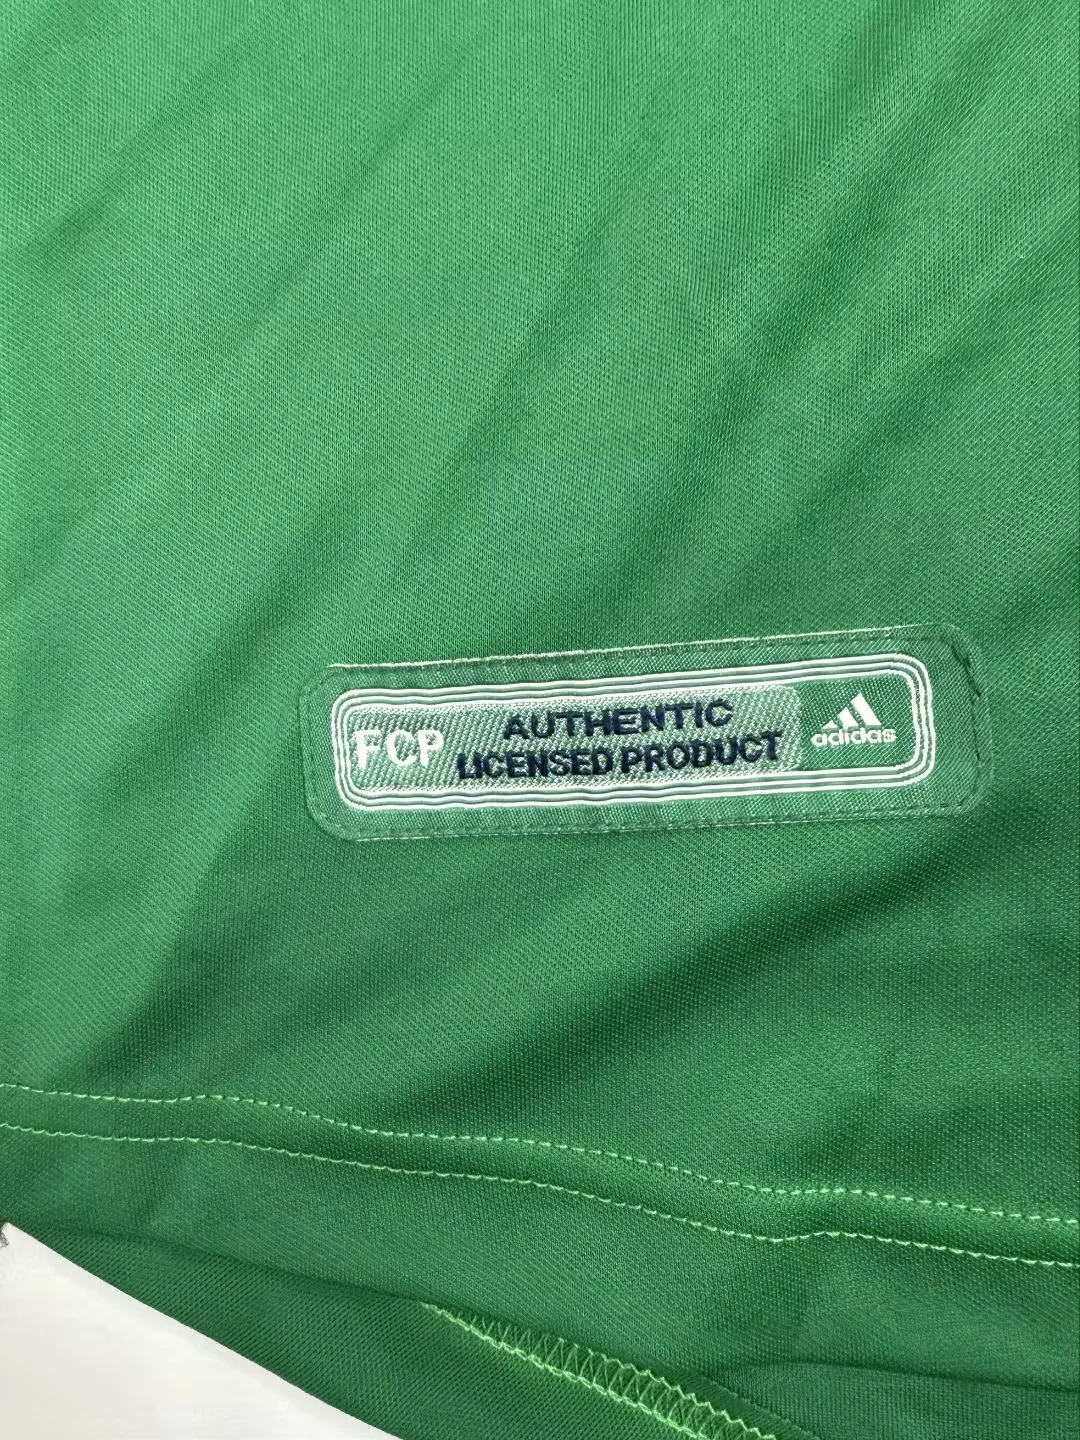 FCP
AUTHENTIC
LICENSED PRODUCT
adidas